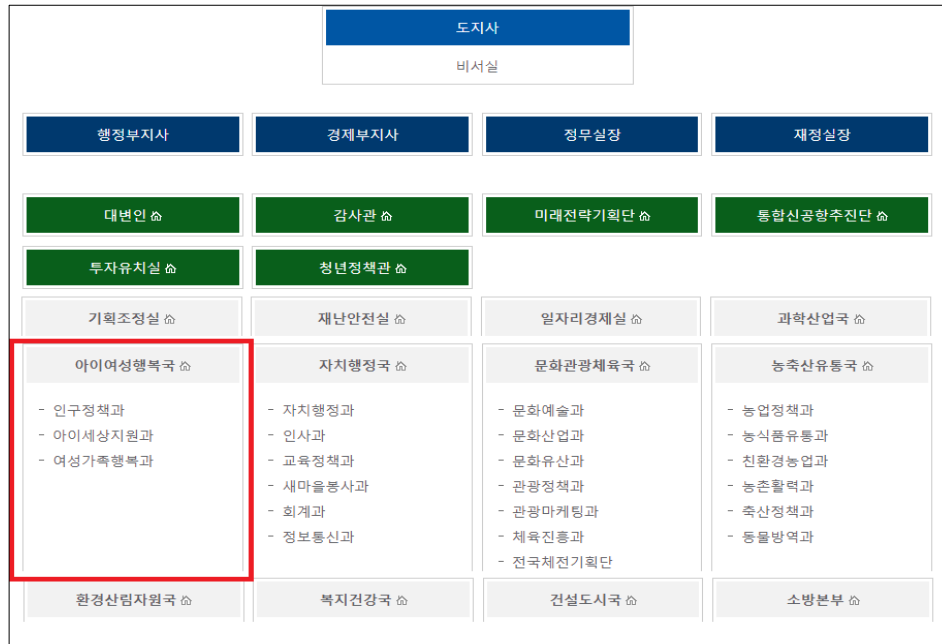 도지사
비서실
행정부지사 경제부지사 정무실장 재정실장
대변인 감사관 미래전략기획단 통합신공항추진단
투자유치실 청년정책관
기획조정실 재난안전실 일자리경제실 과학산업국
아이여성행복국 자치행정국 문화관광체육국 농축산유통국
- 인구정책과 - 자치행정과 - 문화예술과 - 농업정책과
- 아이세상지원과 - 인사과 - 문화산업과 - 농식품유통과
- 여성가족행복과 - 교육정책과 - 문화유산과 - 친환경농업과
- 새마을봉사과 - 관광정책과 - 농촌활력과
- 회계과 - 관광마케팅과 - 축산정책과
- 정보통신과 - 체육진흥과 - 동물방역과
- 전국체전기획단
환경산림자원국 복지건강국 건설도시국 소방본부